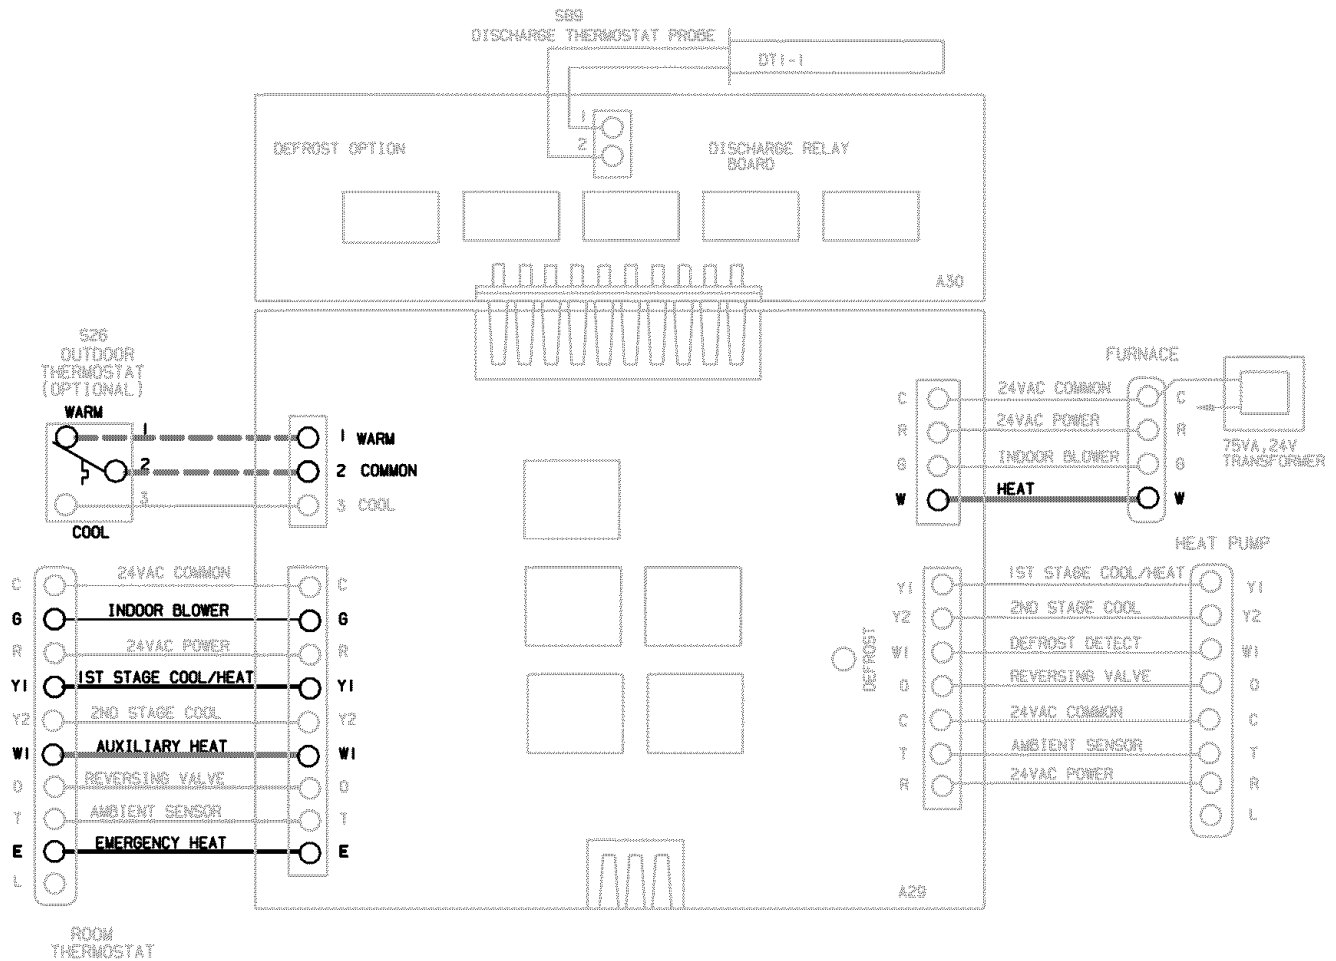 S89
DISCHARGE THERMOSTAT PROBE
DT1-1
1
2
DEFROST OPTION
DISCHARGE RELAY
BOARD
A30
S26
OUTDOOR
THERMOSTAT
(OPTIONAL)
WARM
1
2
3
COOL
1 WARM
2 COMMON
3 COOL
FURNACE
C 24VAC COMMON C
R 24VAC POWER R
G INDOOR BLOWER G
W HEAT W
75VA,24V
TRANSFORMER
HEAT PUMP
C 24VAC COMMON C
G INDOOR BLOWER G
R 24VAC POWER R
Y1 1ST STAGE COOL/HEAT Y1
Y2 2ND STAGE COOL Y2
W1 AUXILIARY HEAT W1
O REVERSING VALVE O
T AMBIENT SENSOR T
E EMERGENCY HEAT E
L
ROOM
THERMOSTAT
DEFROST
Y1 1ST STAGE COOL/HEAT Y1
Y2 2ND STAGE COOL Y2
W1 DEFROST DETECT W1
O REVERSING VALVE O
C 24VAC COMMON C
T AMBIENT SENSOR T
R 24VAC POWER R
L
A29